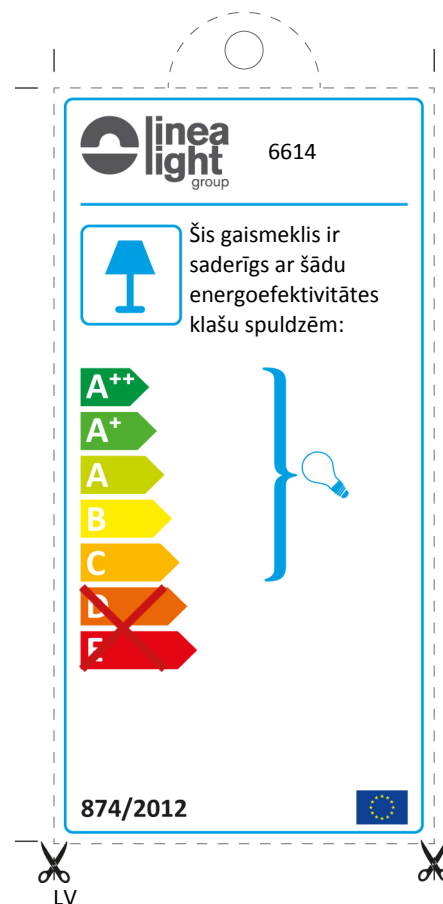 linea
light
group
6614
Šis gaismeklis ir
saderīgs ar šādu
energoefektivitātes
klašu spuldzēm:
A++
A+
A
B
C
D
E
874/2012
LV